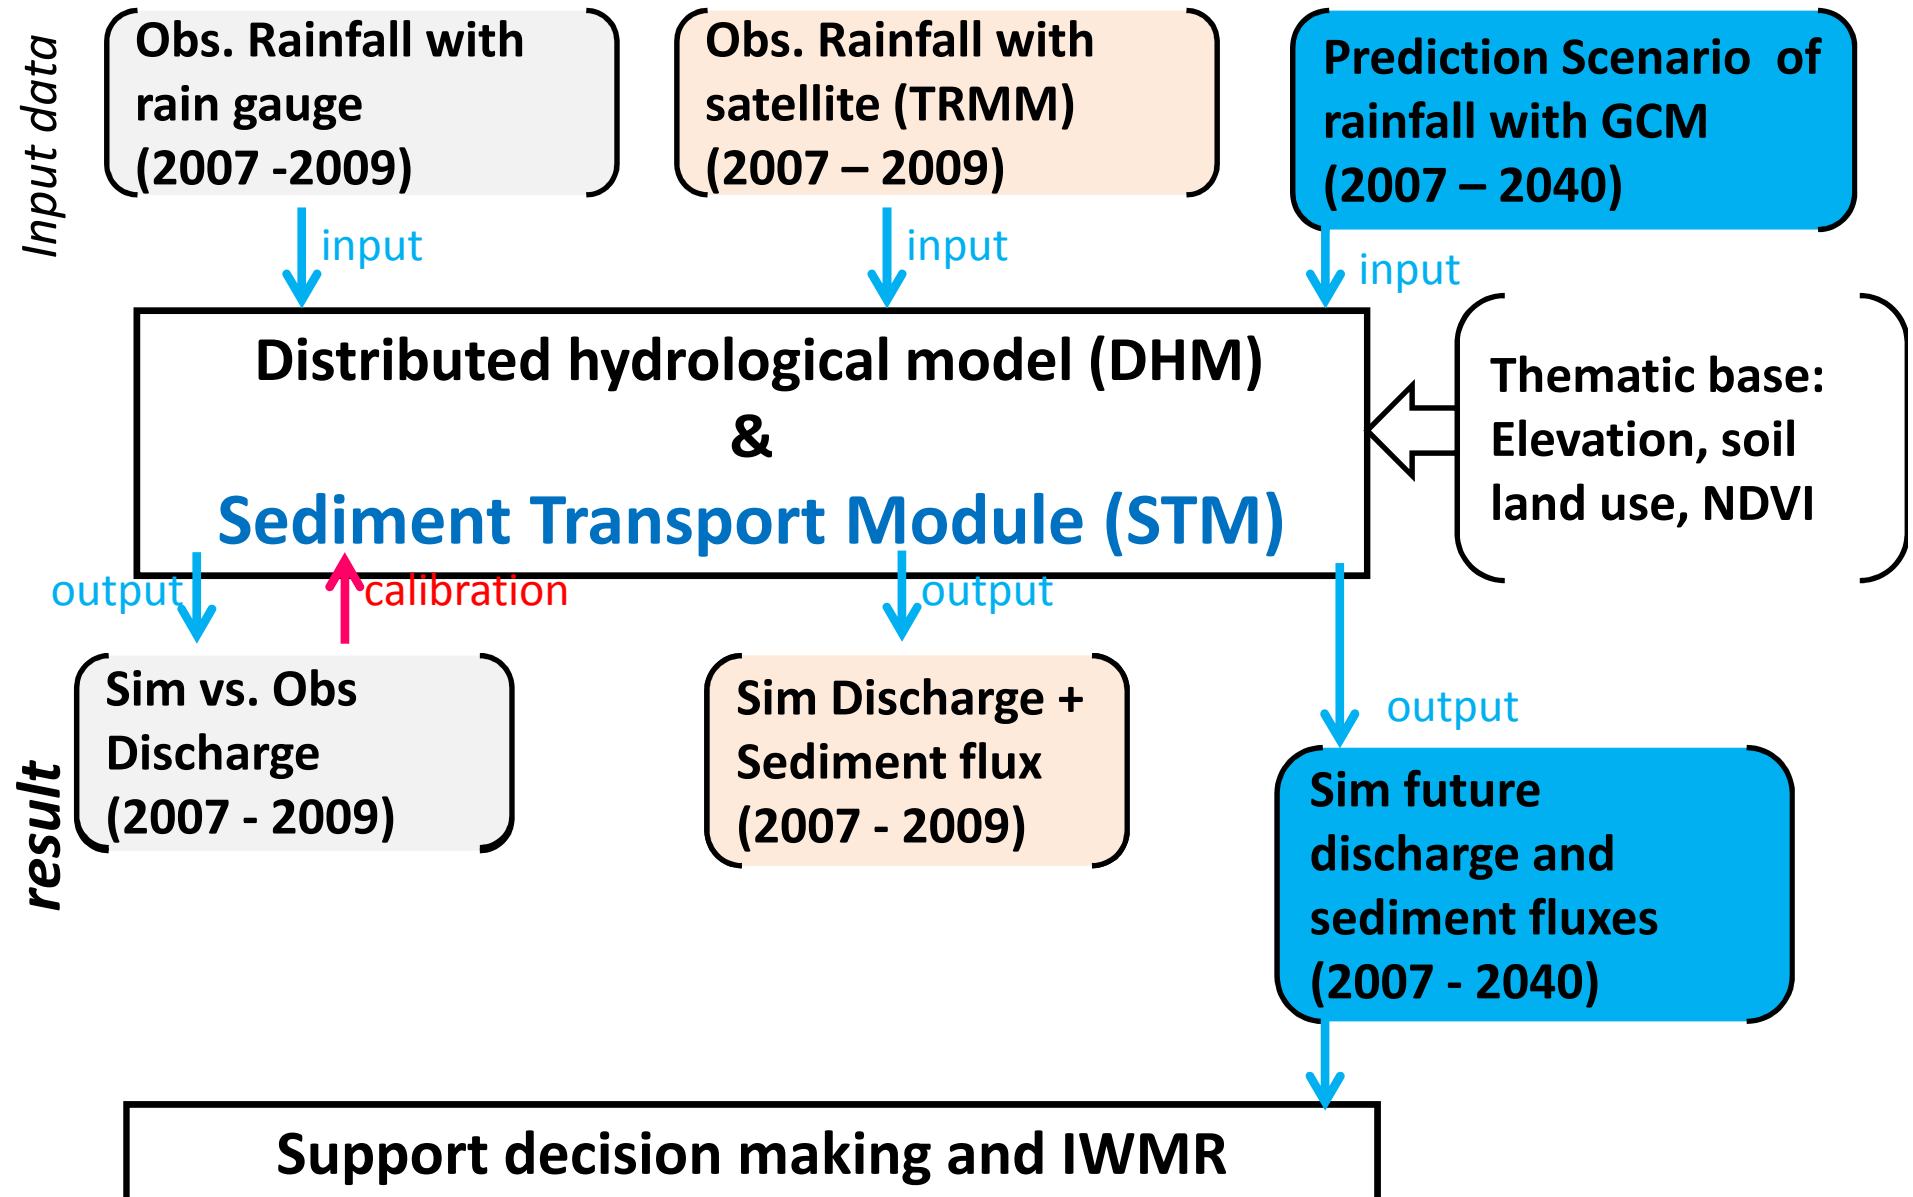 Input data
Obs. Rainfall with
rain gauge
(2007 -2009)
Obs. Rainfall with
satellite (TRMM)
(2007 – 2009)
Prediction Scenario  of
rainfall with GCM
(2007 – 2040)
input
input
input
Distributed hydrological model (DHM)
&
Sediment Transport Module (STM)
Thematic base:
Elevation, soil
land use, NDVI
output
calibration
output
output
result
Sim vs. Obs
Discharge
(2007 - 2009)
Sim Discharge +
Sediment flux
(2007 - 2009)
Sim future
discharge and
sediment fluxes
(2007 - 2040)
Support decision making and IWMR